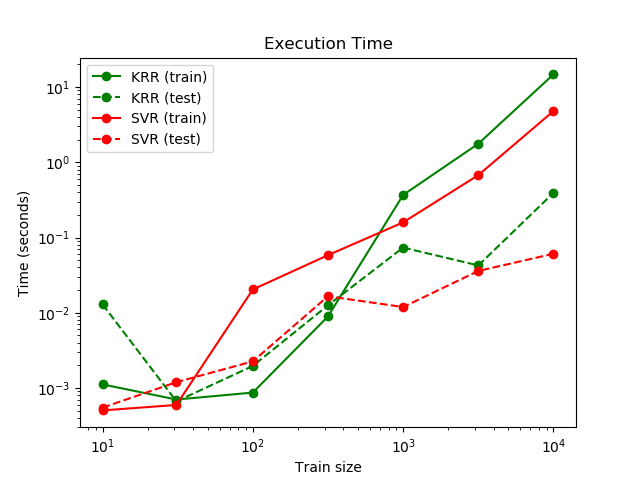 Execution Time
KRR (train)
KRR (test)
SVR (train)
SVR (test)
Time (seconds)
10¹
10⁰
10⁻¹
10⁻²
10⁻³
10¹
10²
10³
10⁴
Train size